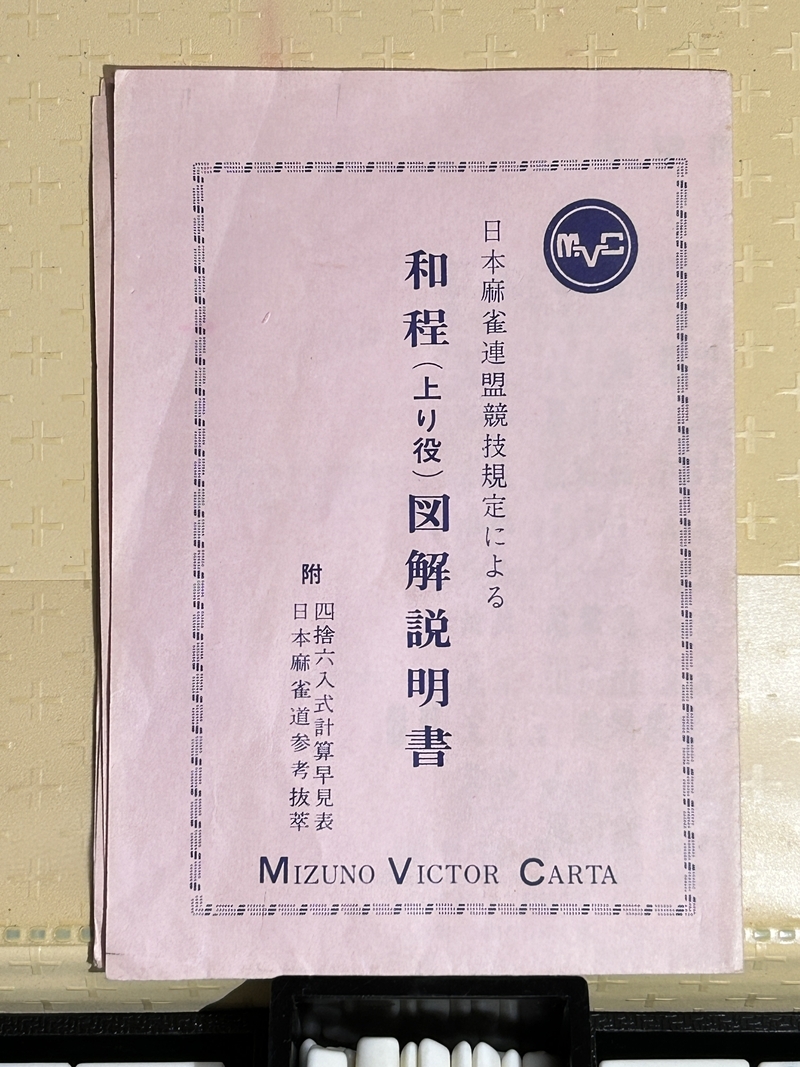 MVC
日本麻雀連盟競技規定による
和程（上り役）図解説明書
附
四捨六入式計算早見表
日本麻雀道参考抜萃
MIZUNO VICTOR CARTA